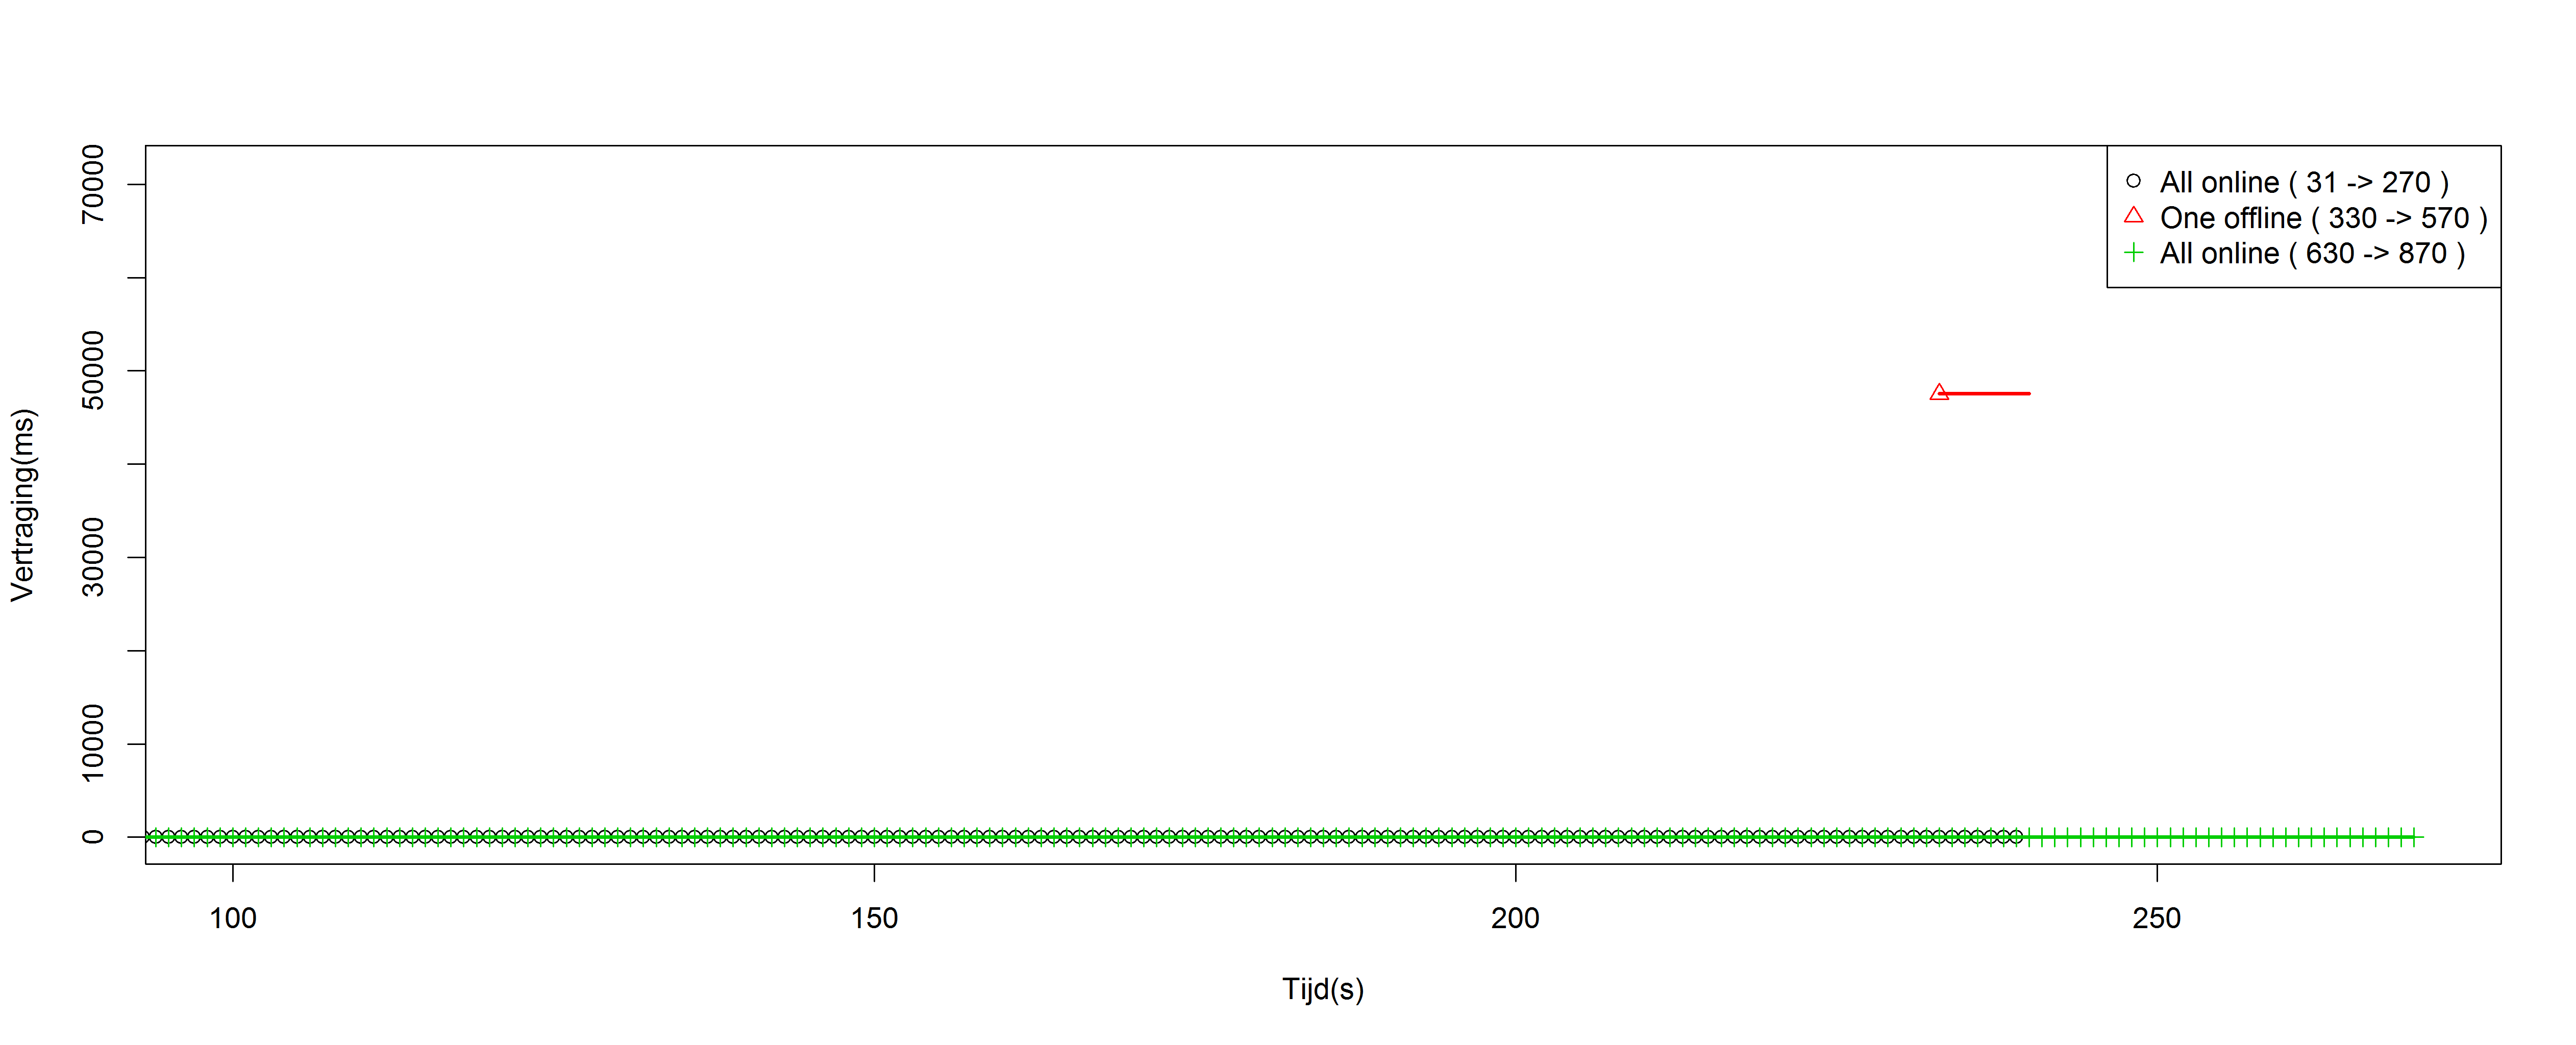 All online ( 31 -> 270 )
One offline ( 330 -> 570 )
All online ( 630 -> 870 )
Vertraging(ms)
70000
50000
30000
10000
0
100
150
200
250
Tijd(s)